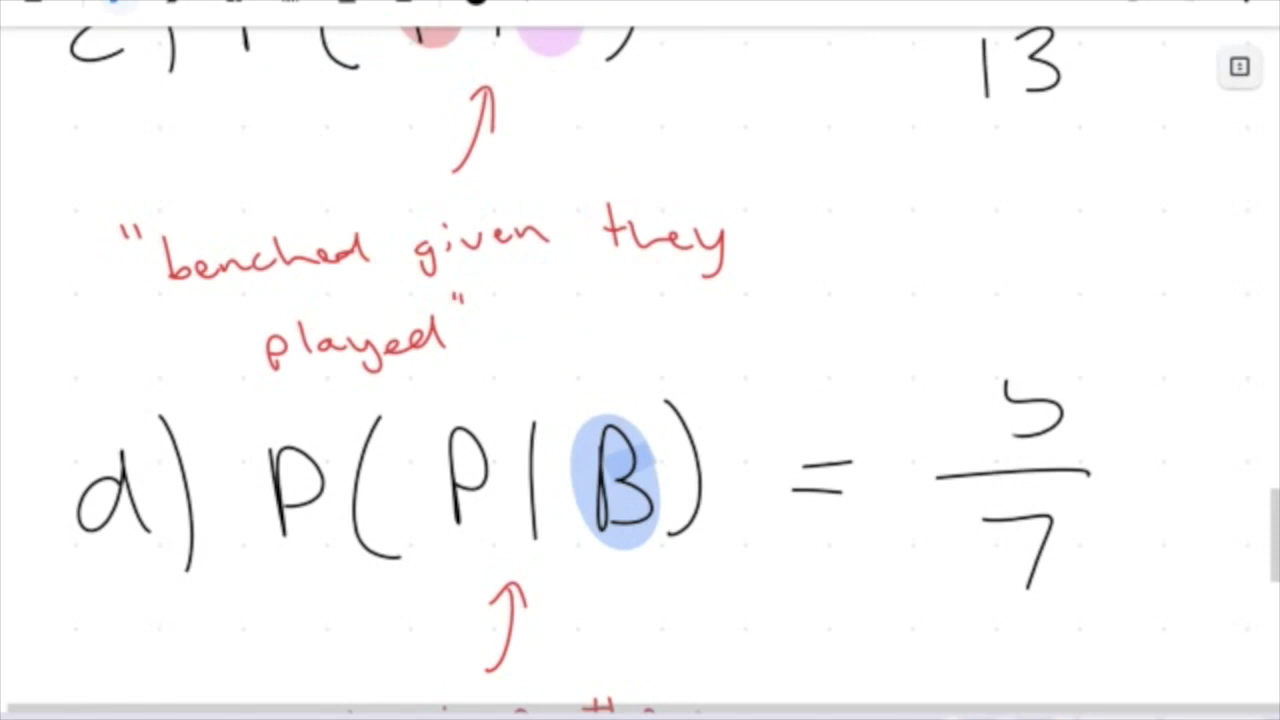 13
"benched given they
played"
d) P( P | B ) = 5/7